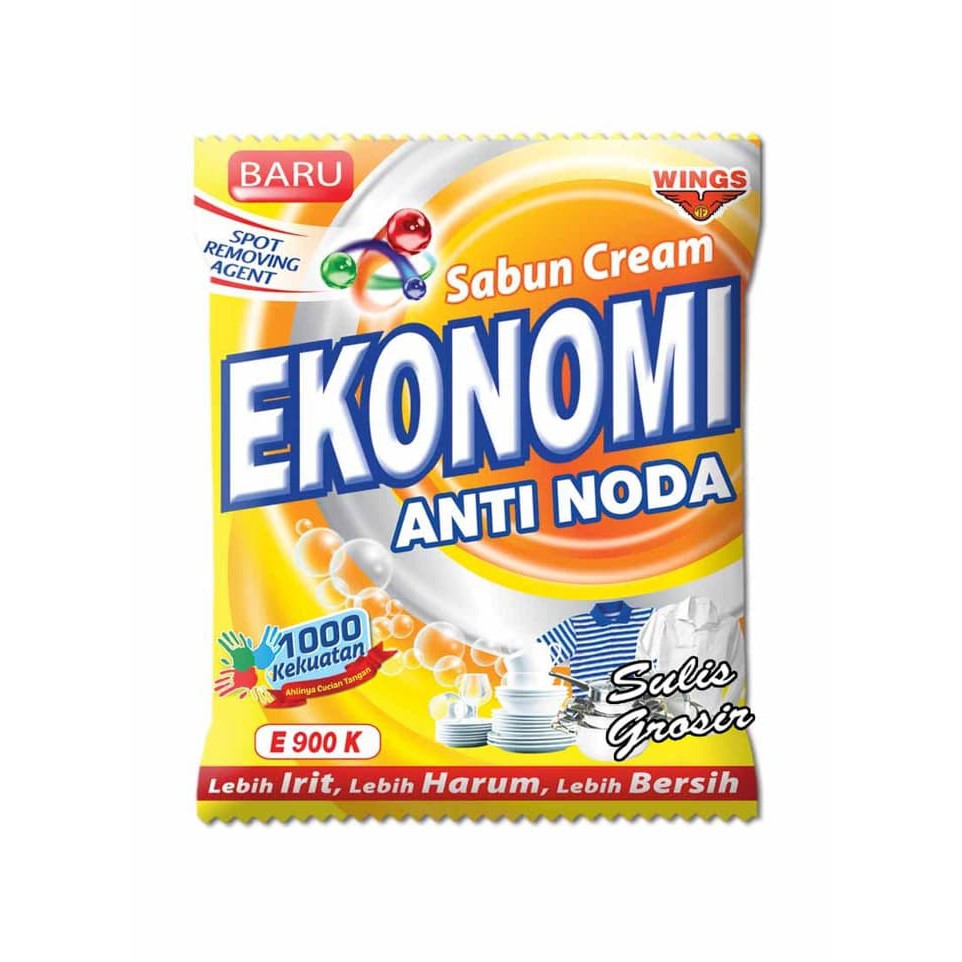 BARU
WINGS
SPOT
REMOVING
AGENT
Sabun Cream
EKONOMI
ANTI NODA
1000
Kekuatan
Ahlinya Cucian Tangan
Sulis
Grosir
E 900 K
Lebih Irit, Lebih Harum, Lebih Bersih